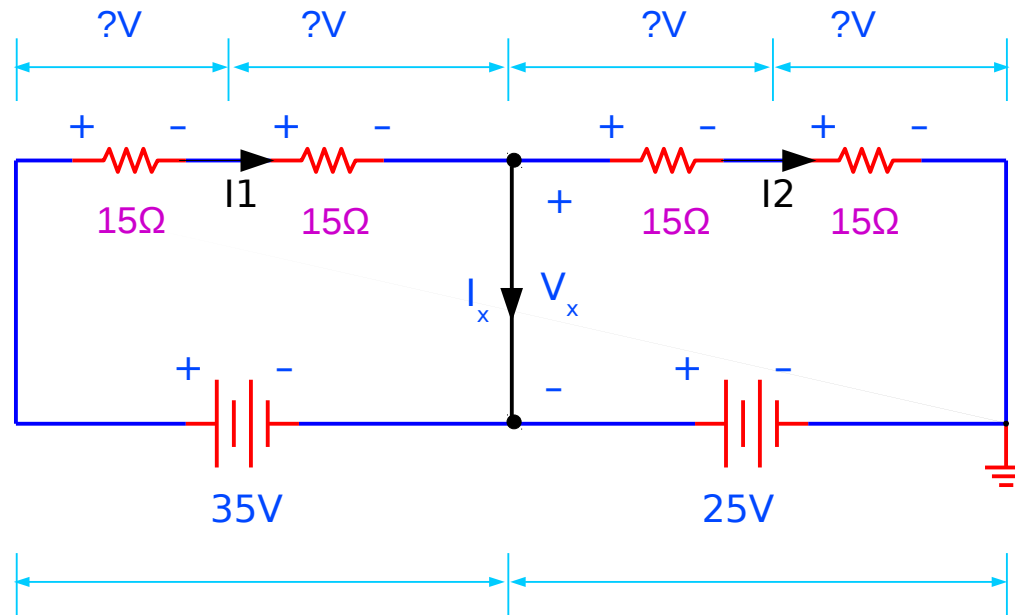 ?V ?V ?V ?V
+ – + – + – + –
I1 I2
15Ω 15Ω 15Ω 15Ω
+
Ix Vx
–
+ – + –
35V 25V